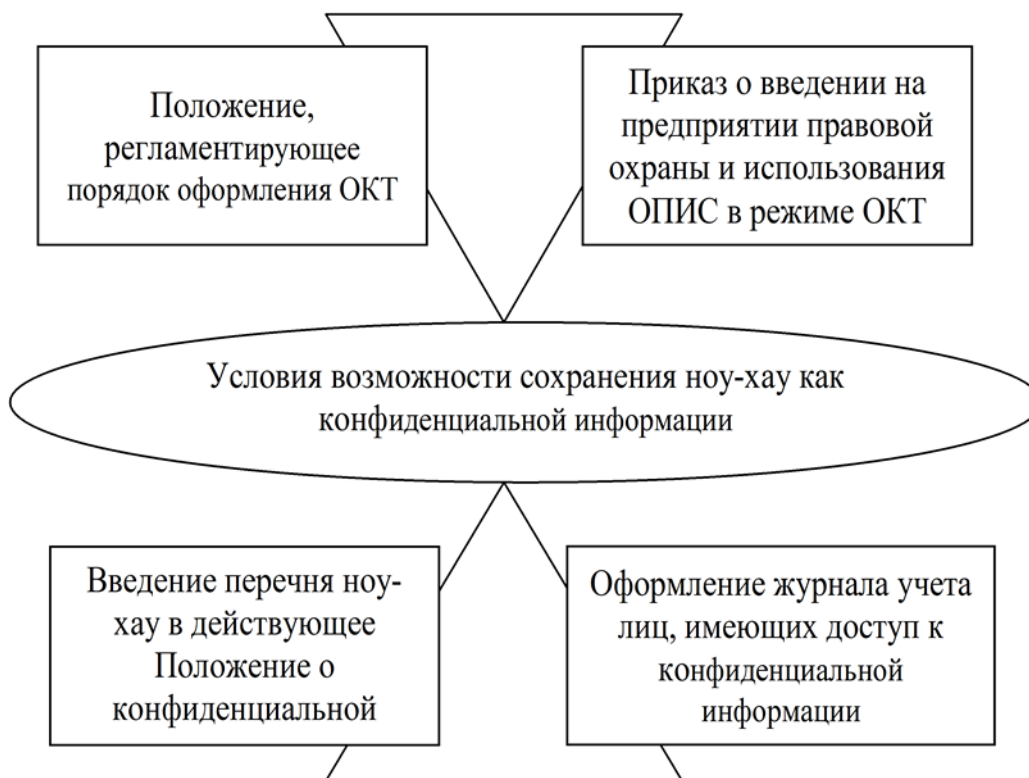 Положение,
регламентирующее
порядок оформления ОКТ
Приказ о введении на
предприятии правовой
охраны и использования
ОПИС в режиме ОКТ
Условия возможности сохранения ноу-хау как
конфиденциальной информации
Введение перечня ноу-
хау в действующее
Положение о
конфиденциальной
Оформление журнала учета
лиц, имеющих доступ к
конфиденциальной
информации